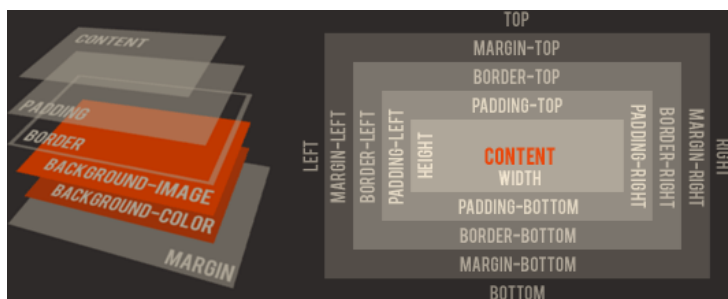 CONTENT
PADDING
BORDER
BACKGROUND-IMAGE
BACKGROUND-COLOR
MARGIN
TOP
MARGIN-TOP
BORDER-TOP
PADDING-TOP
LEFT
MARGIN-LEFT
BORDER-LEFT
PADDING-LEFT
HEIGHT
CONTENT
WIDTH
PADDING-RIGHT
BORDER-RIGHT
MARGIN-RIGHT
RIGHT
PADDING-BOTTOM
BORDER-BOTTOM
MARGIN-BOTTOM
BOTTOM